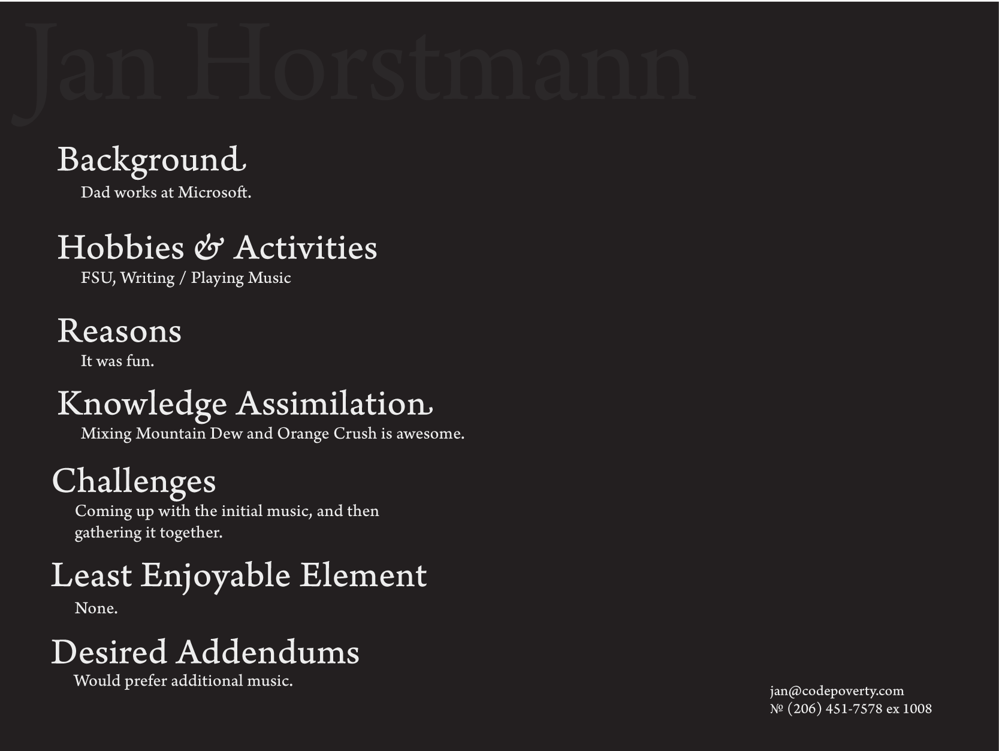 Jan Horstmann
Background
Dad works at Microsoft.
Hobbies & Activities
FSU, Writing / Playing Music
Reasons
It was fun.
Knowledge Assimilation
Mixing Mountain Dew and Orange Crush is awesome.
Challenges
Coming up with the initial music, and then
gathering it together.
Least Enjoyable Element
None.
Desired Addendums
Would prefer additional music.
jan@codepoverty.com
№ (206) 451-7578 ex 1008